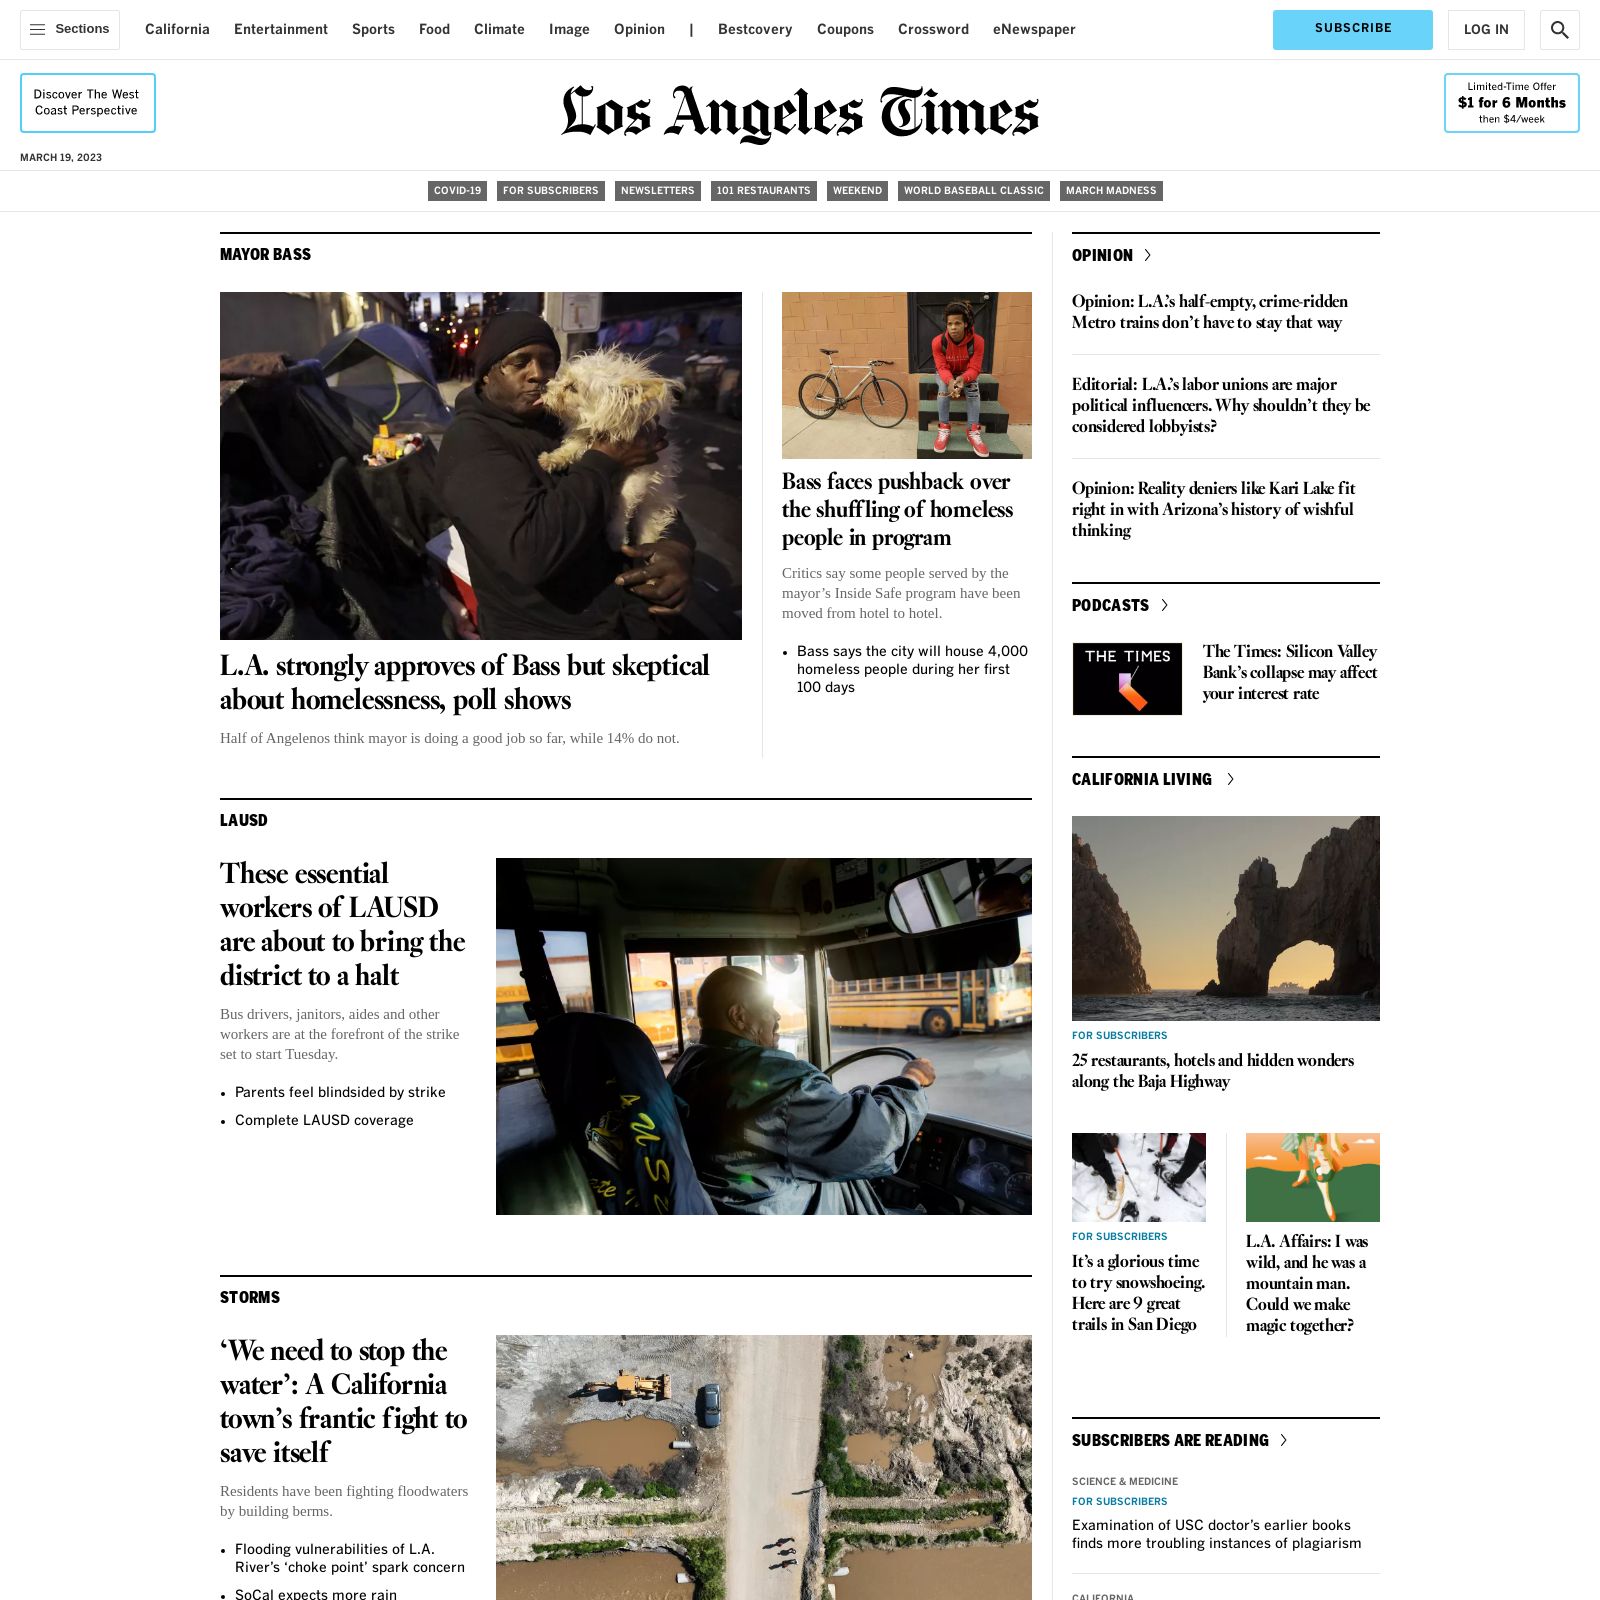 Sections
California
Entertainment
Sports
Food
Climate
Image
Opinion
|
Bestcovery
Coupons
Crossword
eNewspaper
SUBSCRIBE
LOG IN
Discover The West
Coast Perspective
Los Angeles Times
Limited-Time Offer
$1 for 6 Months
then $4/week
MARCH 19, 2023
COVID-19
FOR SUBSCRIBERS
NEWSLETTERS
101 RESTAURANTS
WEEKEND
WORLD BASEBALL CLASSIC
MARCH MADNESS
MAYOR BASS
L.A. strongly approves of Bass but skeptical
about homelessness, poll shows
Half of Angelenos think mayor is doing a good job so far, while 14% do not.
Bass faces pushback over
the shuffling of homeless
people in program
Critics say some people served by the
mayor’s Inside Safe program have been
moved from hotel to hotel.
• Bass says the city will house 4,000
homeless people during her first
100 days
LAUSD
These essential
workers of LAUSD
are about to bring the
district to a halt
Bus drivers, janitors, aides and other
workers are at the forefront of the strike
set to start Tuesday.
• Parents feel blindsided by strike
• Complete LAUSD coverage
STORMS
‘We need to stop the
water’: A California
town’s frantic fight to
save itself
Residents have been fighting floodwaters
by building berms.
• Flooding vulnerabilities of L.A.
River’s ‘choke point’ spark concern
• SoCal expects more rain
OPINION
Opinion: L.A.’s half-empty, crime-ridden
Metro trains don’t have to stay that way
Editorial: L.A.’s labor unions are major
political influencers. Why shouldn’t they be
considered lobbyists?
Opinion: Reality deniers like Kari Lake fit
right in with Arizona’s history of wishful
thinking
PODCASTS
THE TIMES
The Times: Silicon Valley
Bank’s collapse may affect
your interest rate
CALIFORNIA LIVING
FOR SUBSCRIBERS
25 restaurants, hotels and hidden wonders
along the Baja Highway
FOR SUBSCRIBERS
It’s a glorious time
to try snowshoeing.
Here are 9 great
trails in San Diego
L.A. Affairs: I was
wild, and he was a
mountain man.
Could we make
magic together?
SUBSCRIBERS ARE READING
SCIENCE & MEDICINE
FOR SUBSCRIBERS
Examination of USC doctor’s earlier books
finds more troubling instances of plagiarism
CALIFORNIA